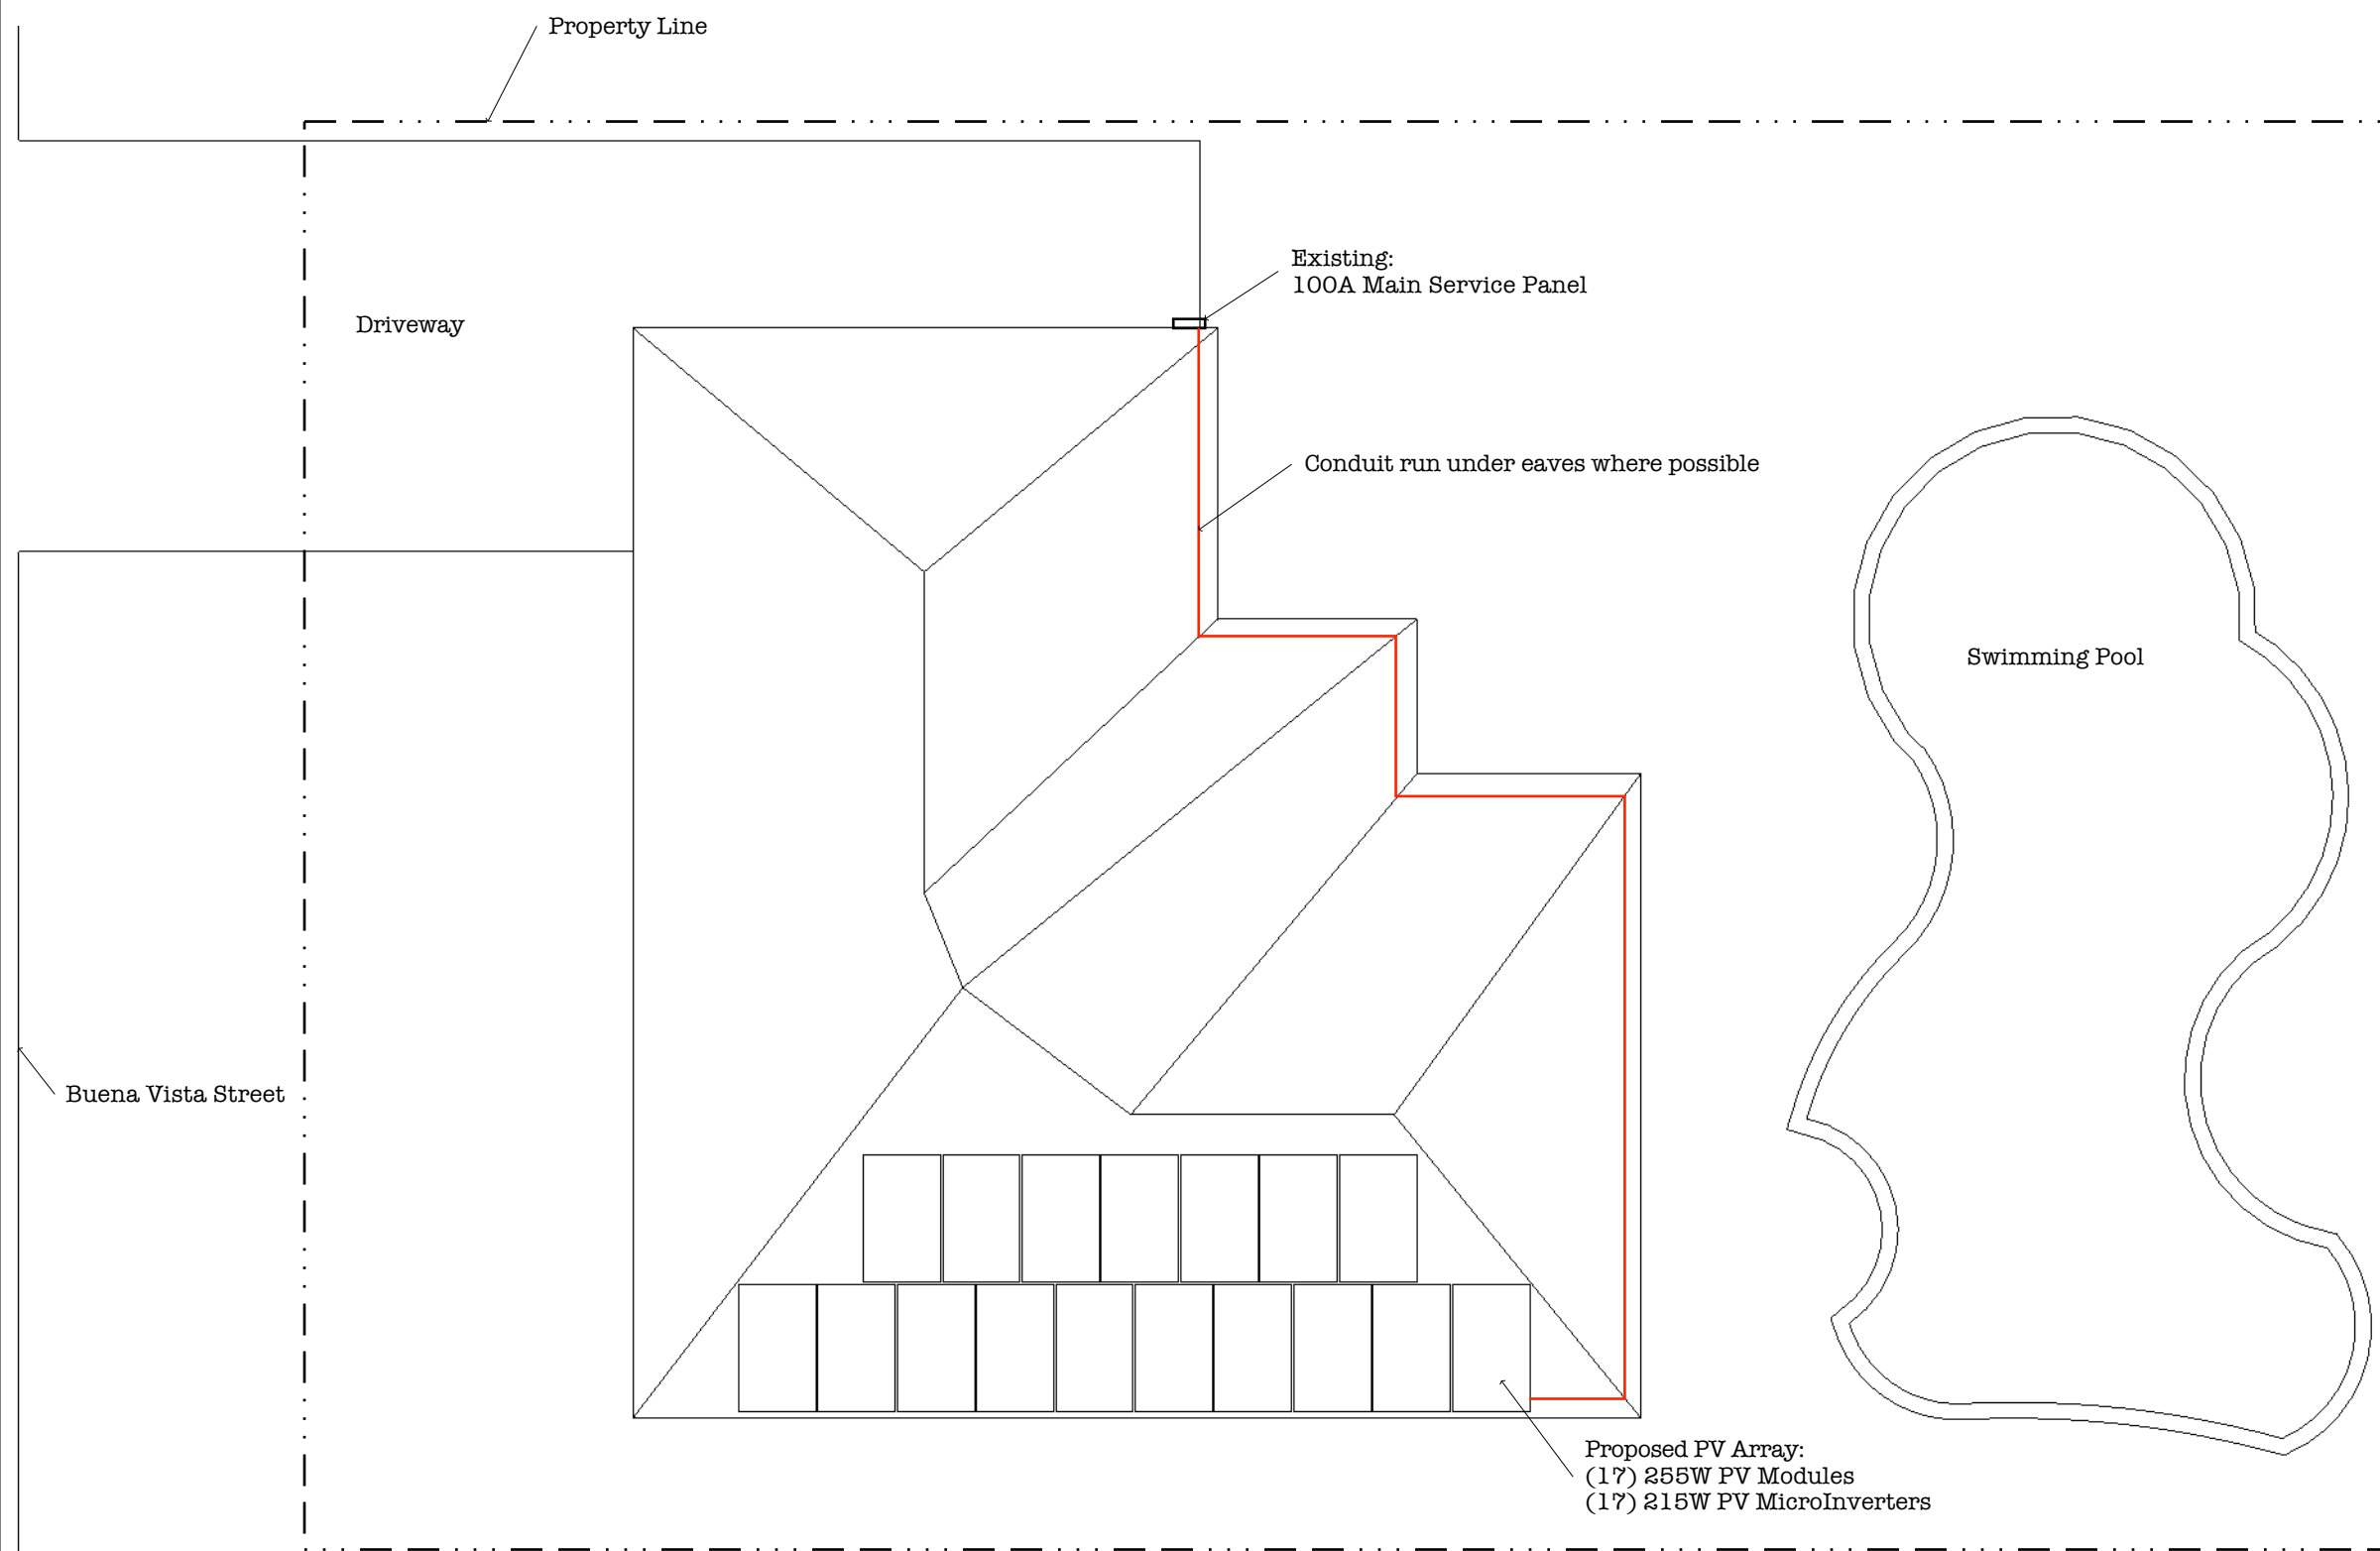 Property Line
Existing:
100A Main Service Panel
Driveway
Conduit run under eaves where possible
Swimming Pool
Buena Vista Street
Proposed PV Array:
(17) 255W PV Modules
(17) 215W PV MicroInverters